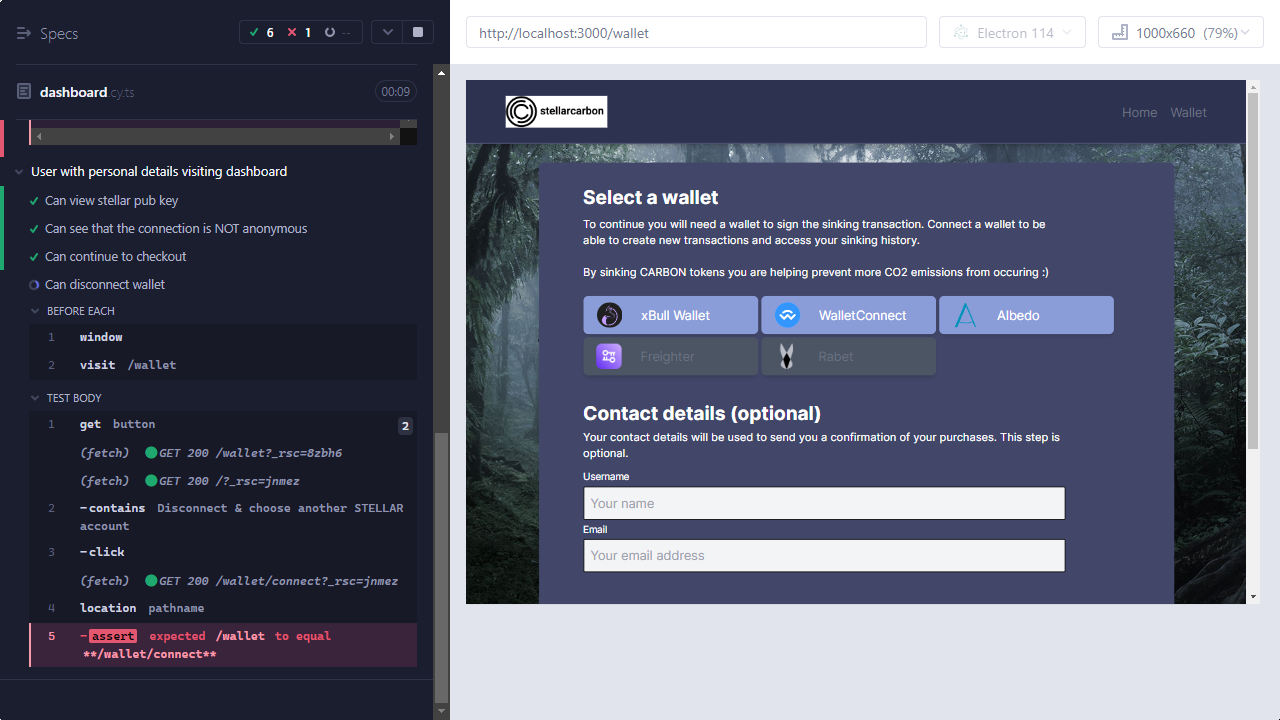 Specs
6
1
--
dashboard.cy.ts
00:09
User with personal details visiting dashboard
Can view stellar pub key
Can see that the connection is NOT anonymous
Can continue to checkout
Can disconnect wallet
BEFORE EACH
1 window
2 visit /wallet
TEST BODY
1 get button 2
(fetch) GET 200 /wallet?_rsc=8zbh6
(fetch) GET 200 /?_rsc=jnmez
2 -contains Disconnect & choose another STELLAR
account
3 -click
(fetch) GET 200 /wallet/connect?_rsc=jnmez
4 location pathname
5 -assert expected /wallet to equal
**/wallet/connect**
http://localhost:3000/wallet
Electron 114
1000x660 (79%)
stellarcarbon
Home Wallet
Select a wallet
To continue you will need a wallet to sign the sinking transaction. Connect a wallet to be
able to create new transactions and access your sinking history.
By sinking CARBON tokens you are helping prevent more CO2 emissions from occuring :)
xBull Wallet
WalletConnect
Albedo
Freighter
Rabet
Contact details (optional)
Your contact details will be used to send you a confirmation of your purchases. This step is
optional.
Username
Your name
Email
Your email address